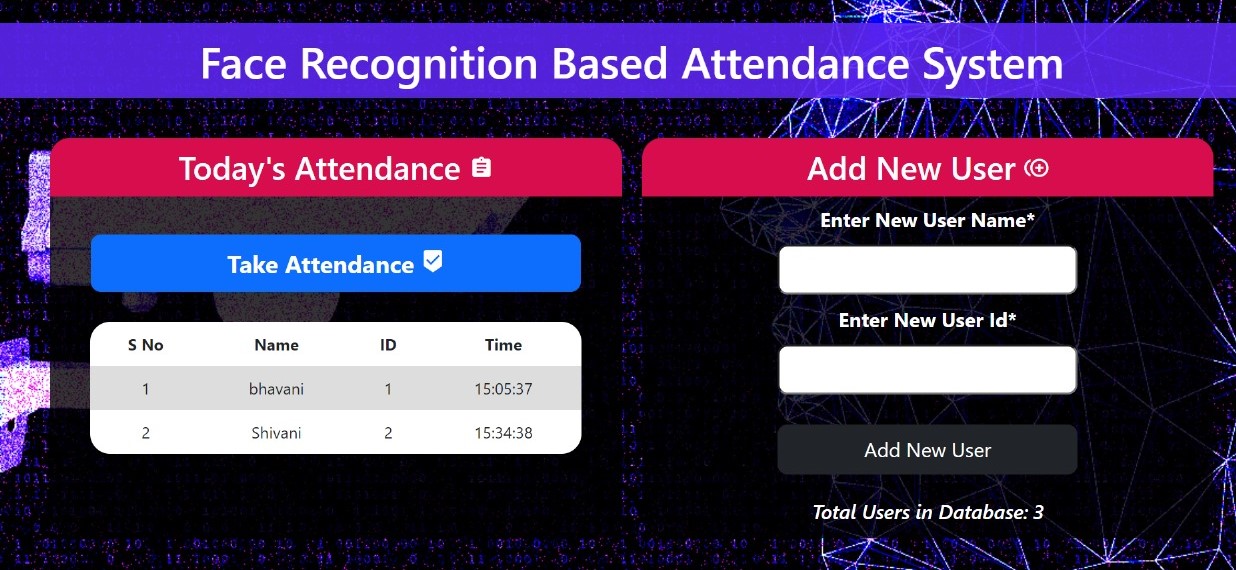 Face Recognition Based Attendance System
Today's Attendance
Take Attendance
S No Name ID Time
1 bhavani 1 15:05:37
2 Shivani 2 15:34:38
Add New User
Enter New User Name*
Enter New User Id*
Add New User
Total Users in Database: 3